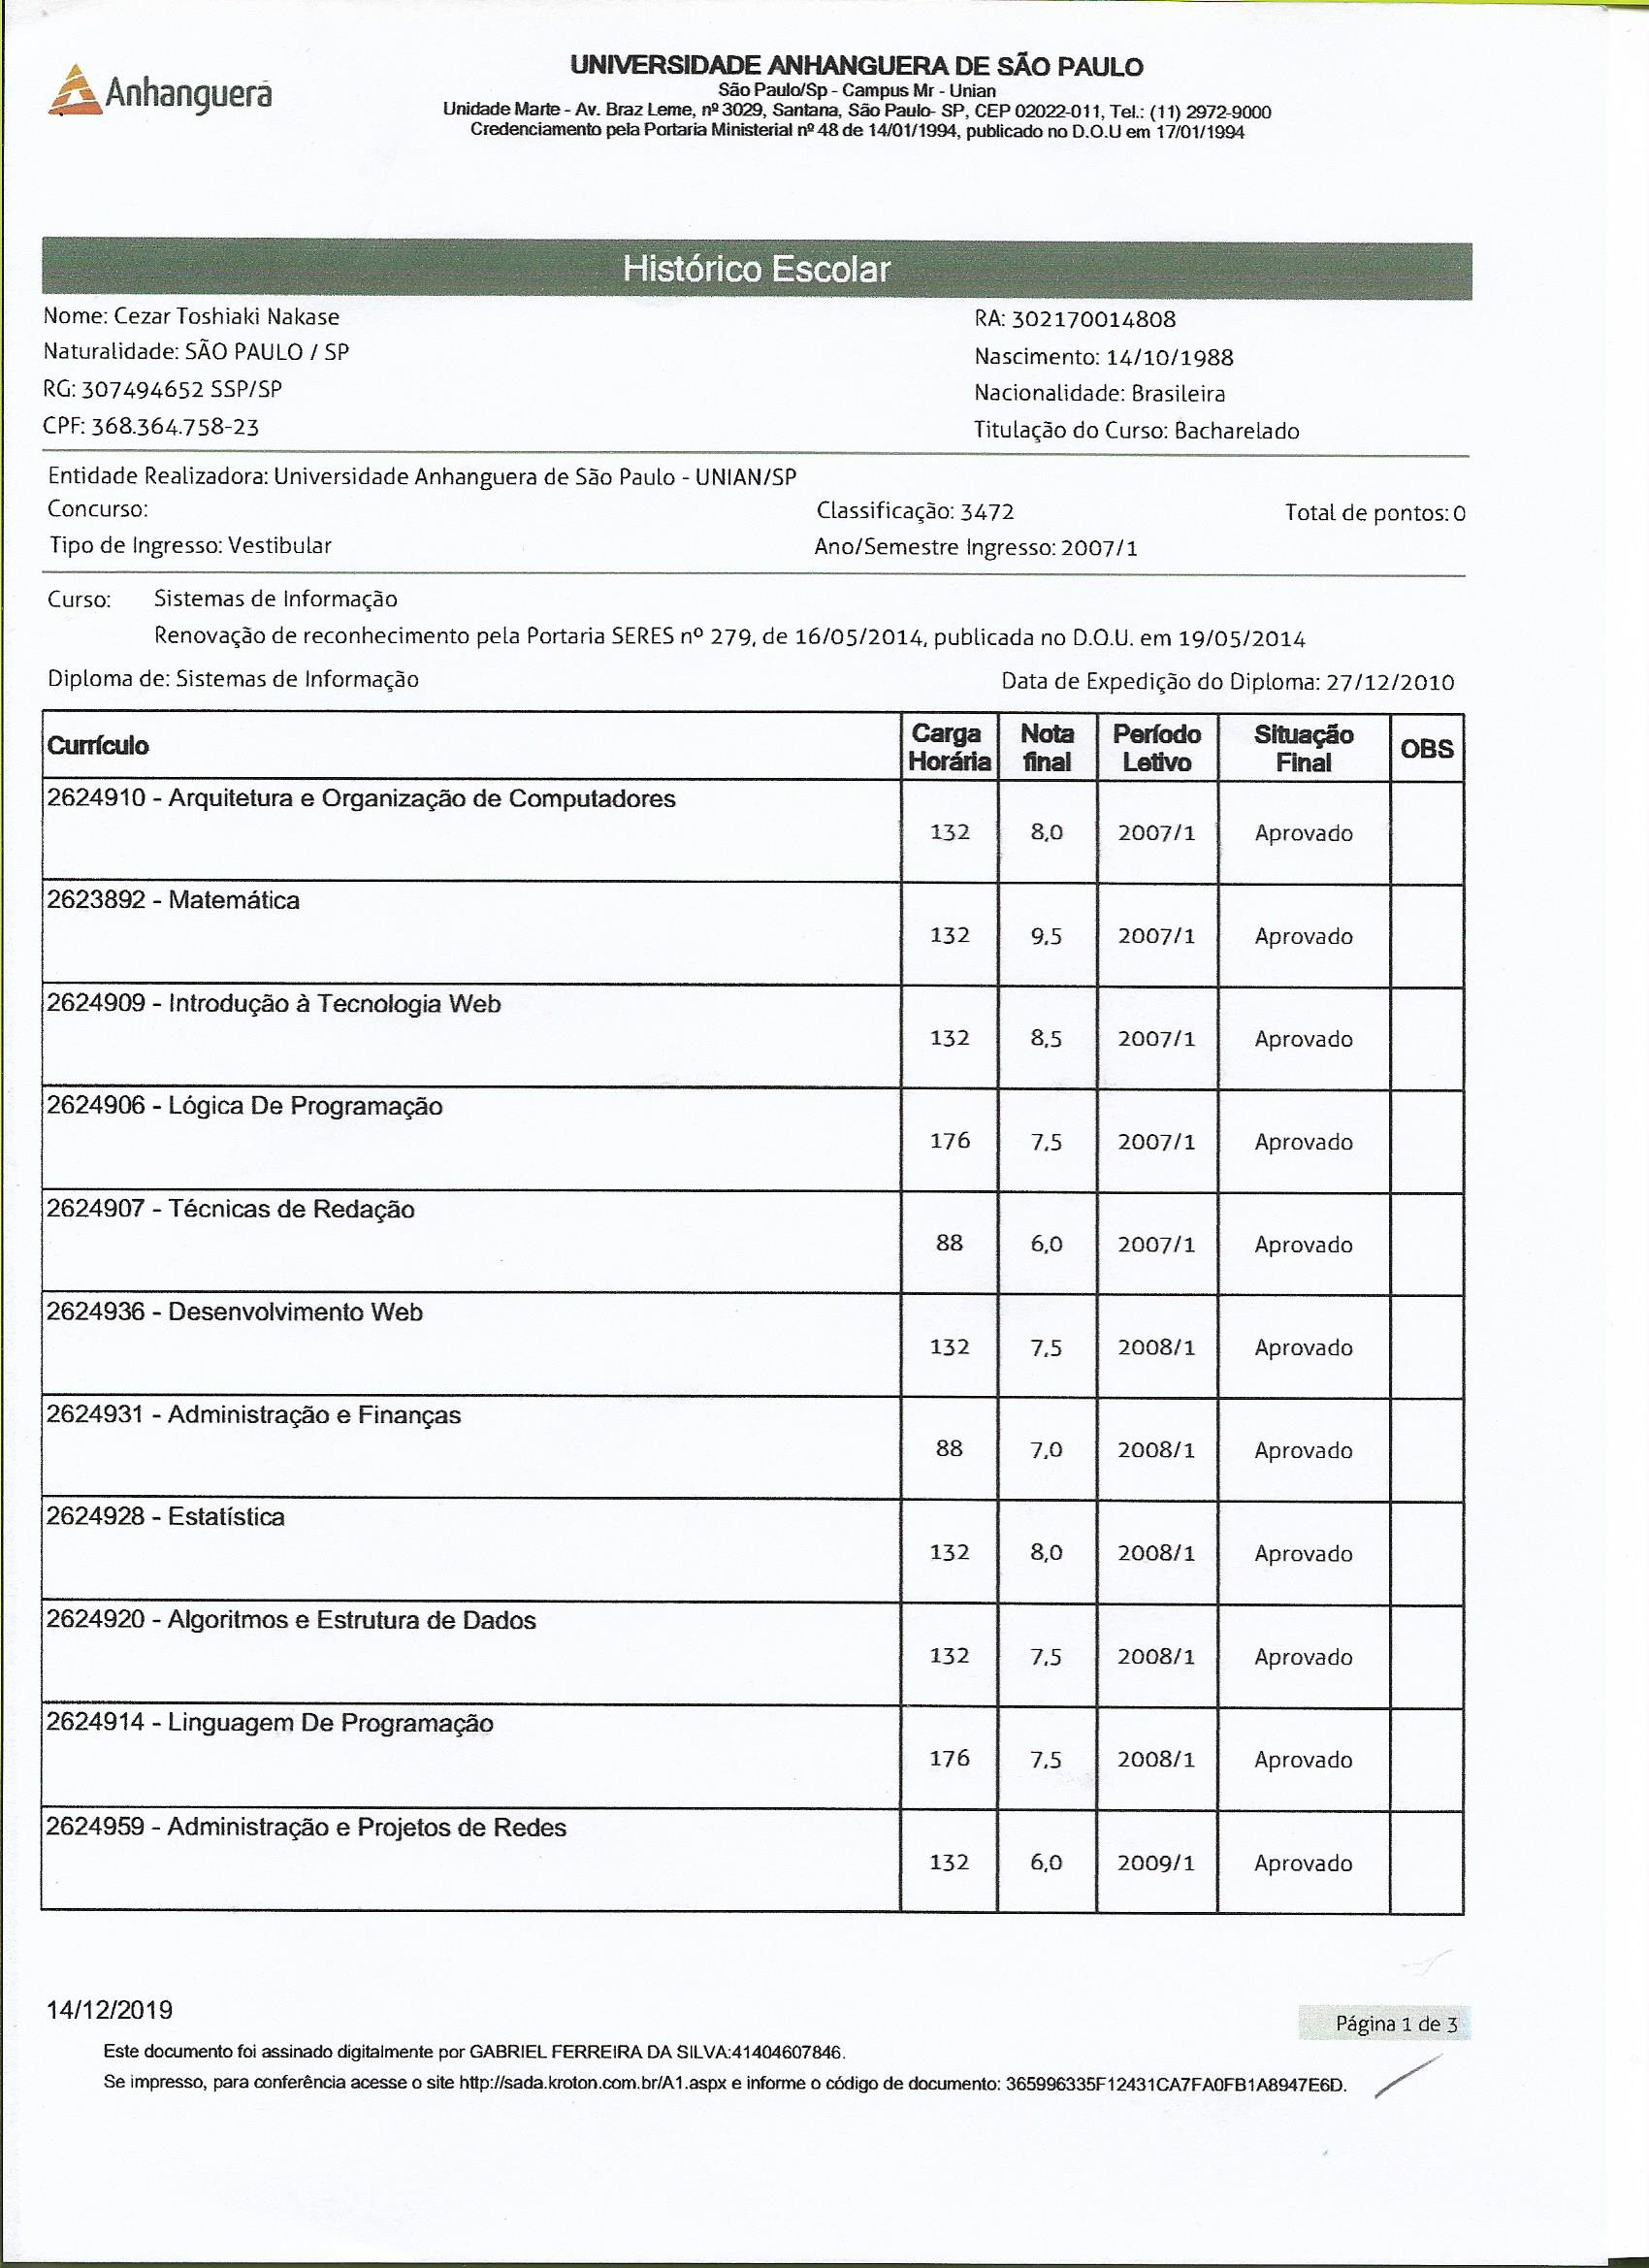 Anhanguera
UNIVERSIDADE ANHANGUERA DE SÃO PAULO
São Paulo/Sp - Campus Mr - Unian
Unidade Marte - Av. Braz Leme, nº 3029, Santana, São Paulo- SP, CEP 02022-011, Tel.: (11) 2972-9000
Credenciamento pela Portaria Ministerial nº 48 de 14/01/1994, publicado no D.O.U em 17/01/1994
Histórico Escolar
Nome: Cezar Toshiaki Nakase RA: 302170014808
Naturalidade: SÃO PAULO / SP Nascimento: 14/10/1988
RG: 307494652 SSP/SP Nacionalidade: Brasileira
CPF: 368.364.758-23 Titulação do Curso: Bacharelado
Entidade Realizadora: Universidade Anhanguera de São Paulo - UNIAN/SP
Concurso: Classificação: 3472 Total de pontos: 0
Tipo de Ingresso: Vestibular Ano/Semestre Ingresso: 2007/1
Curso: Sistemas de Informação
Renovação de reconhecimento pela Portaria SERES nº 279, de 16/05/2014, publicada no D.O.U. em 19/05/2014
Diploma de: Sistemas de Informação Data de Expedição do Diploma: 27/12/2010
Currículo Carga Horária Nota final Período Letivo Situação Final OBS
2624910 - Arquitetura e Organização de Computadores 132 8,0 2007/1 Aprovado
2623892 - Matemática 132 9,5 2007/1 Aprovado
2624909 - Introdução à Tecnologia Web 132 8,5 2007/1 Aprovado
2624906 - Lógica De Programação 176 7,5 2007/1 Aprovado
2624907 - Técnicas de Redação 88 6,0 2007/1 Aprovado
2624936 - Desenvolvimento Web 132 7,5 2008/1 Aprovado
2624931 - Administração e Finanças 88 7,0 2008/1 Aprovado
2624928 - Estatística 132 8,0 2008/1 Aprovado
2624920 - Algoritmos e Estrutura de Dados 132 7,5 2008/1 Aprovado
2624914 - Linguagem De Programação 176 7,5 2008/1 Aprovado
2624959 - Administração e Projetos de Redes 132 6,0 2009/1 Aprovado
14/12/2019
Página 1 de 3
Este documento foi assinado digitalmente por GABRIEL FERREIRA DA SILVA:41404607846.
Se impresso, para conferência acesse o site http://sada.kroton.com.br/A1.aspx e informe o código de documento: 365996335F12431CA7FA0FB1A8947E6D.